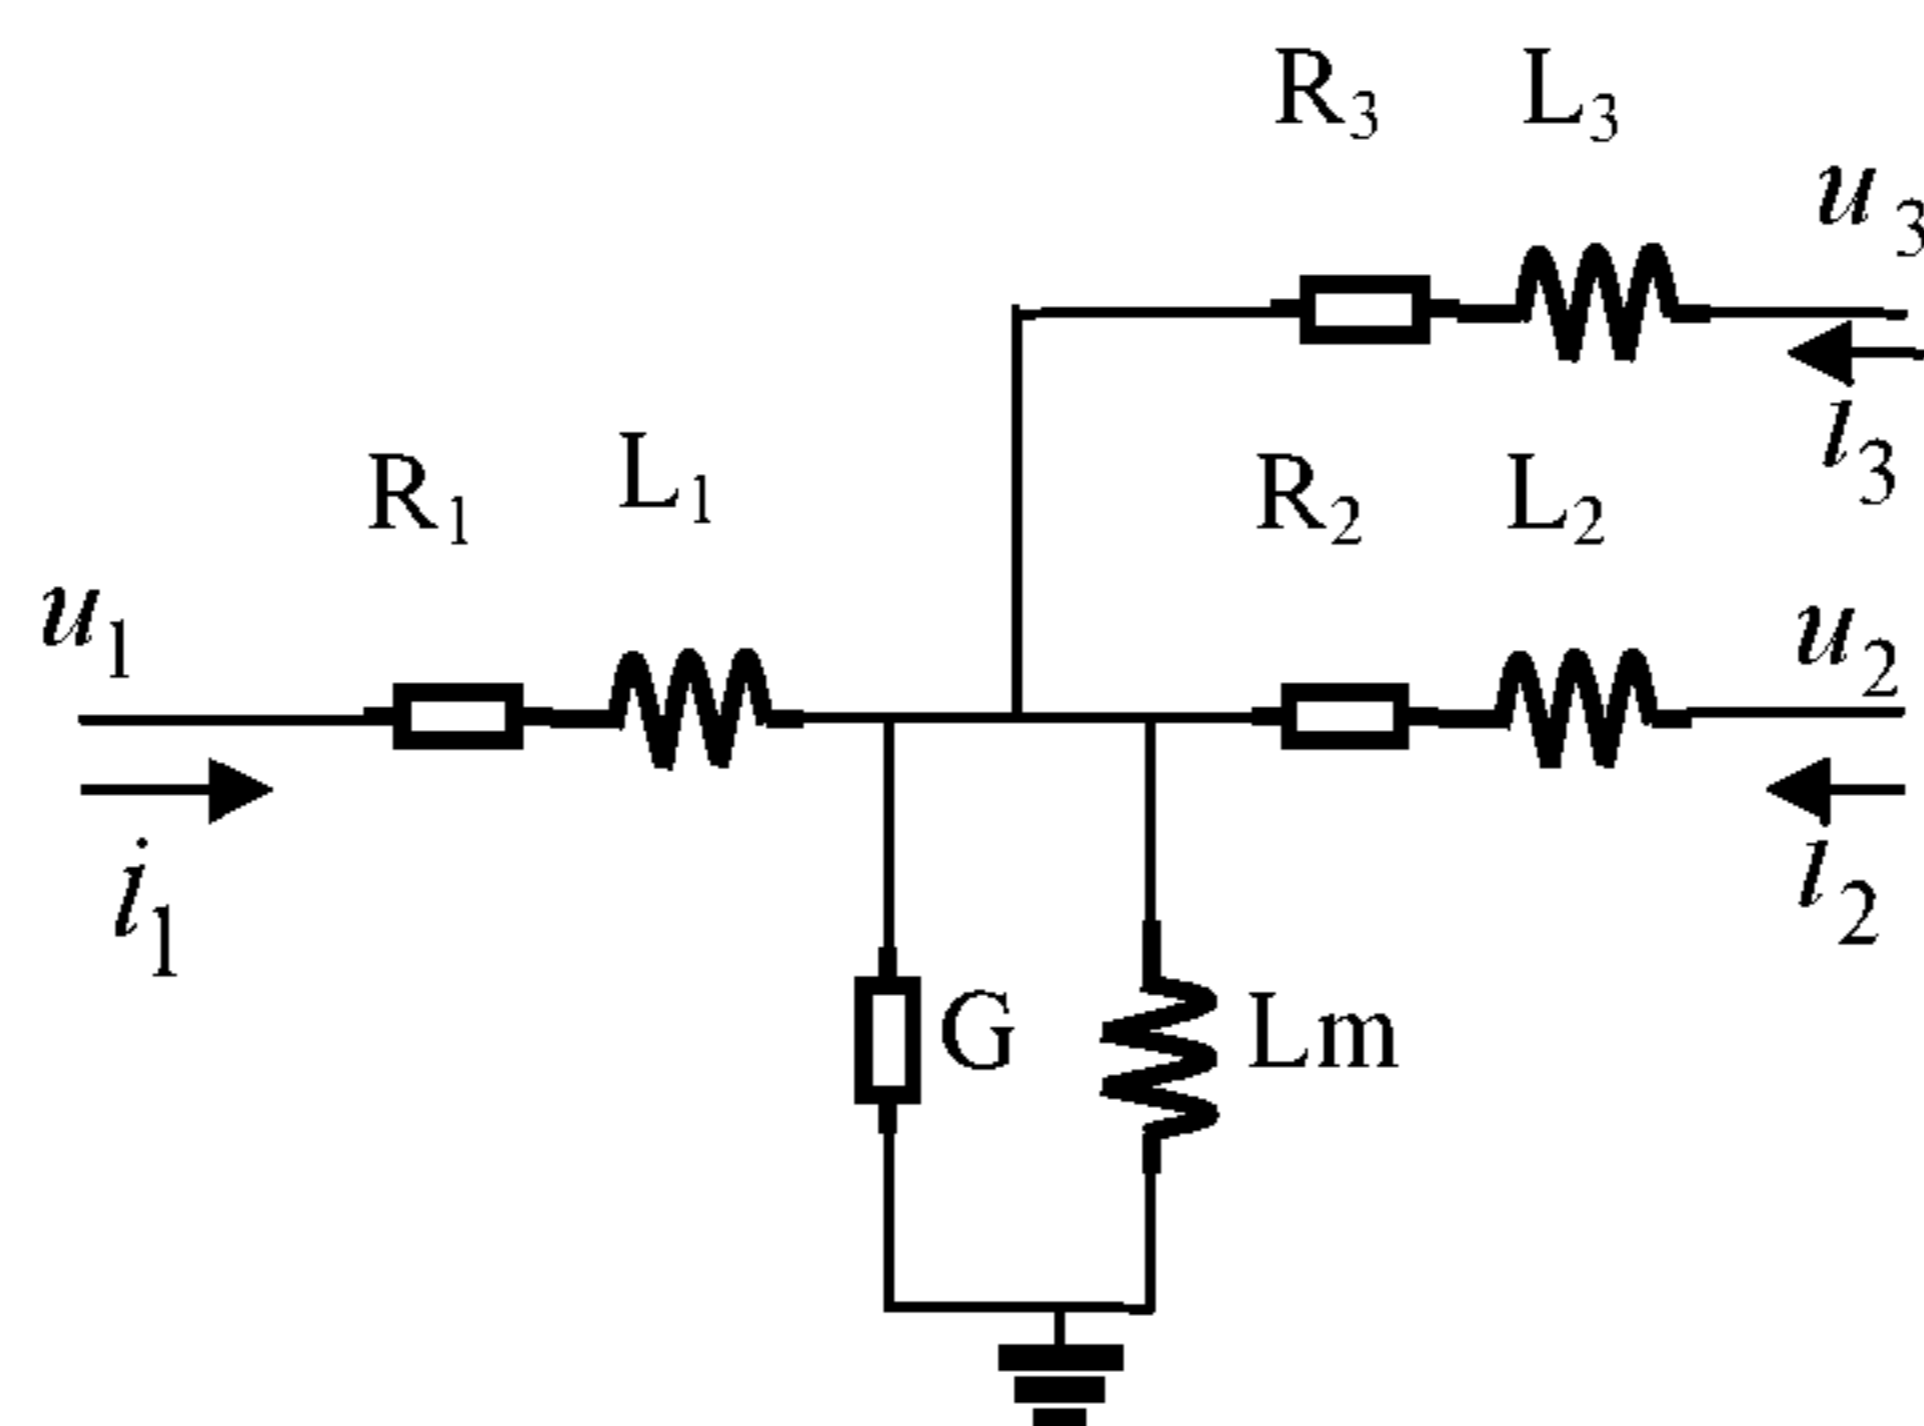 R₃ L₃
u₃
i₃
R₁ L₁ R₂ L₂
u₁ u₂
i₁ i₂
G Lm